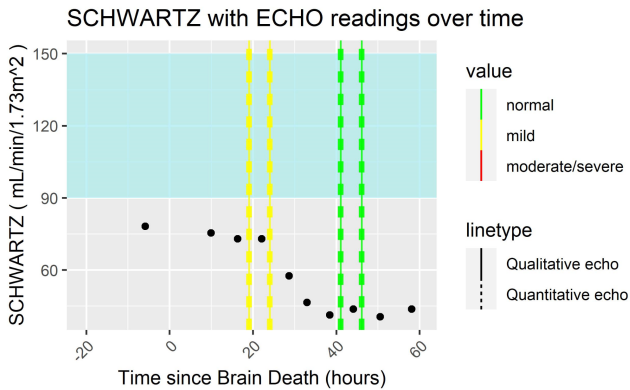 SCHWARTZ with ECHO readings over time
SCHWARTZ ( mL/min/1.73m^2 )
150
120
90
60
-20
0
20
40
60
Time since Brain Death (hours)
value
normal
mild
moderate/severe
linetype
Qualitative echo
Quantitative echo